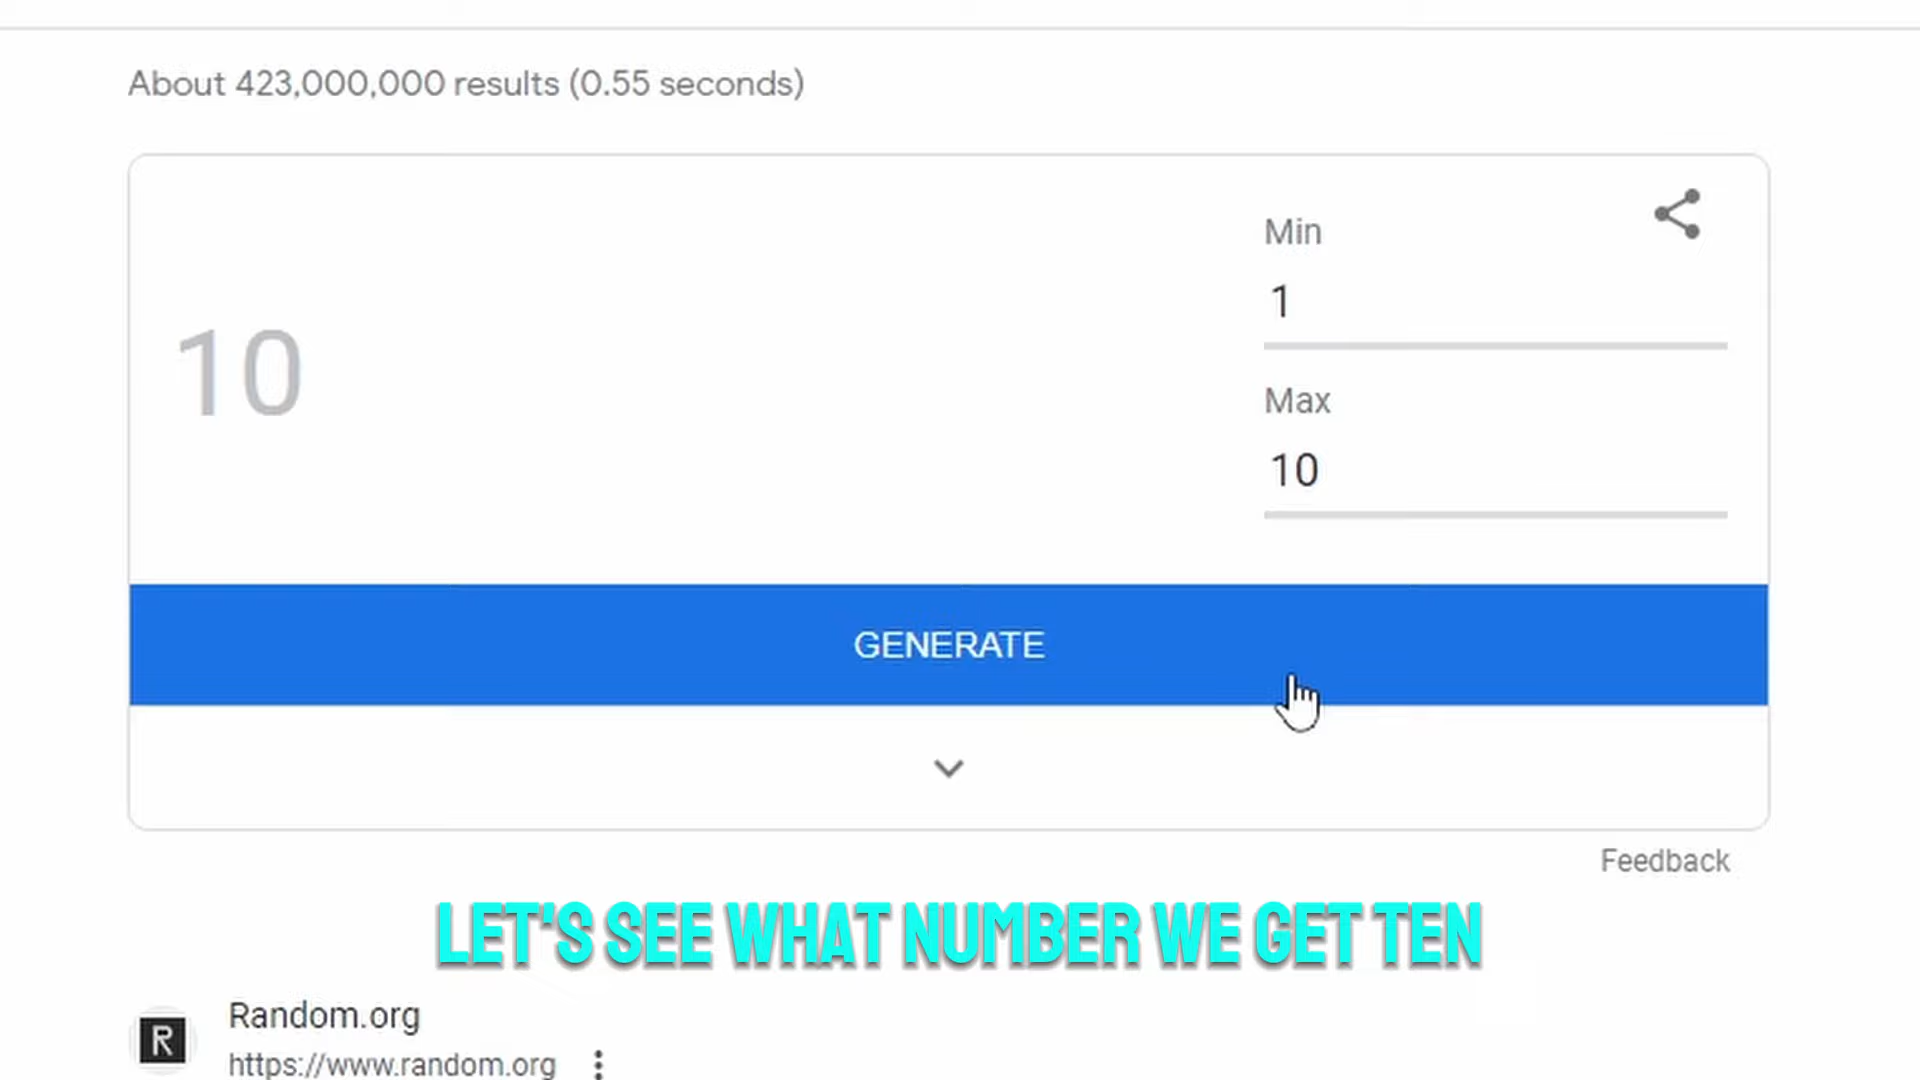 About 423,000,000 results (0.55 seconds)
Min
1
10
Max
10
GENERATE
Feedback
LET'S SEE WHAT NUMBER WE GET TEN
R
Random.org
https://www.random.org